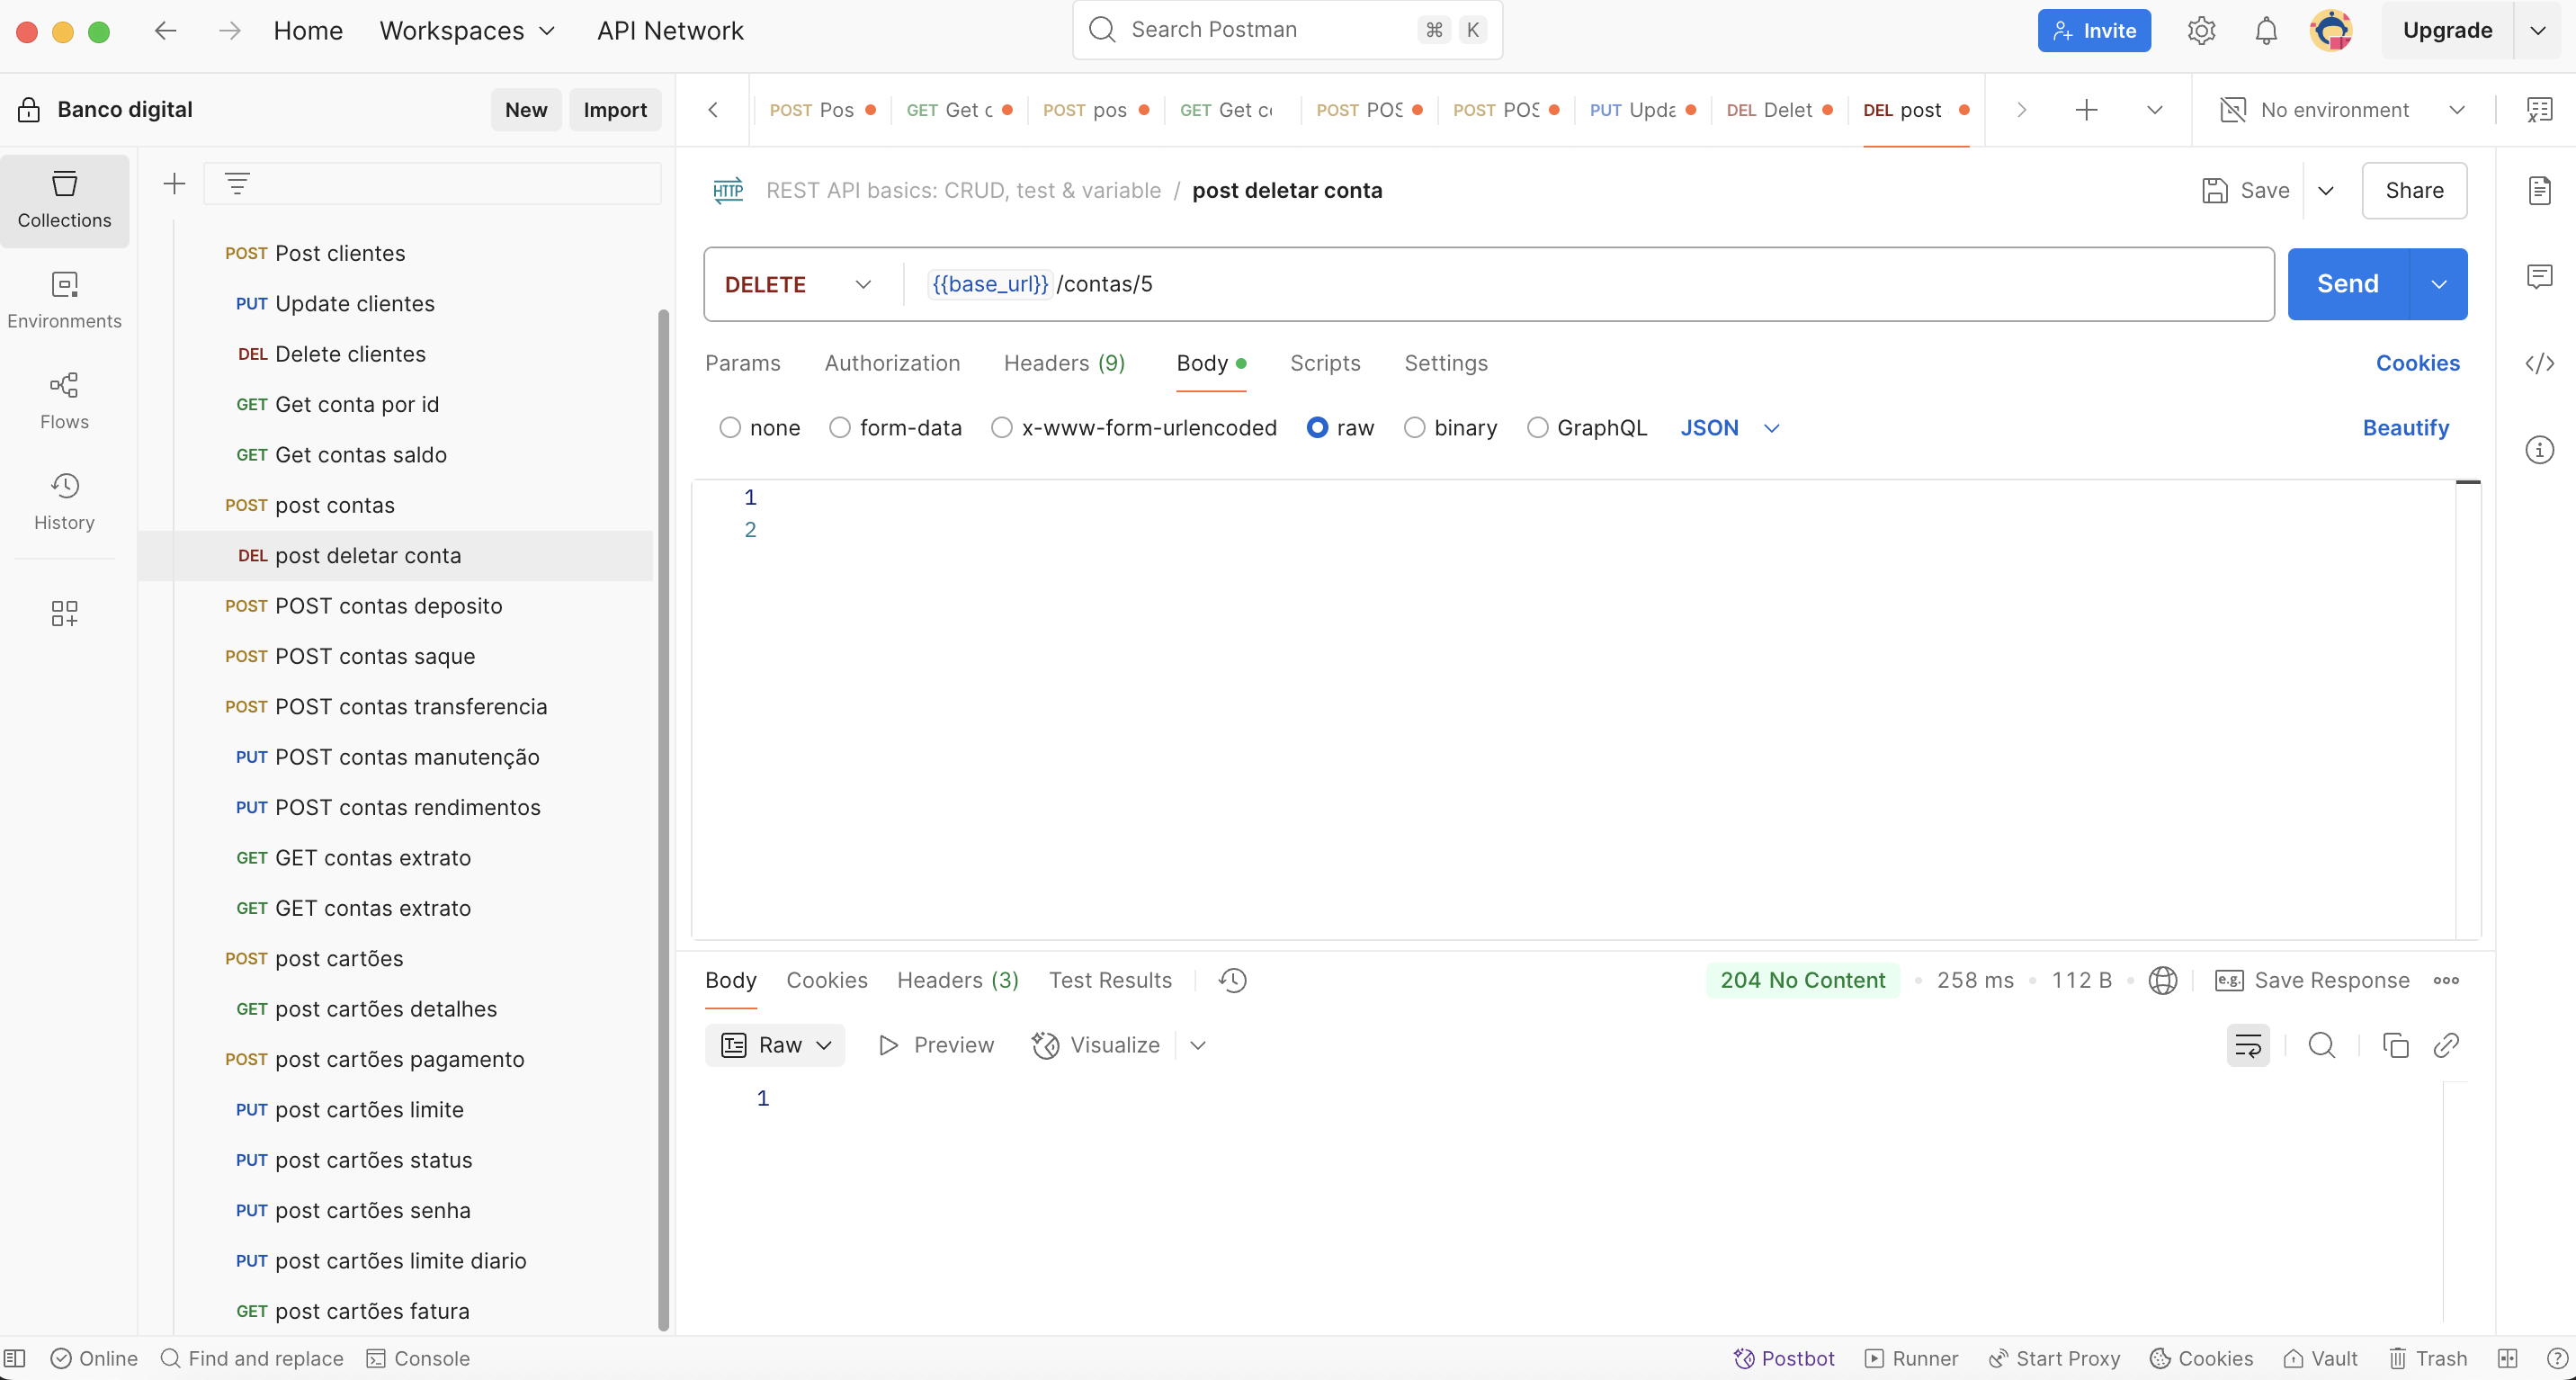 Home Workspaces API Network Search Postman ⌘ K Invite Upgrade
Banco digital New Import
POST Pos GET Get c POST pos GET Get c POST POS POST POS PUT Upda DEL Delet DEL post No environment
Collections
Environments
Flows
History
POST Post clientes
PUT Update clientes
DEL Delete clientes
GET Get conta por id
GET Get contas saldo
POST post contas
DEL post deletar conta
POST POST contas deposito
POST POST contas saque
POST POST contas transferencia
PUT POST contas manutenção
PUT POST contas rendimentos
GET GET contas extrato
GET GET contas extrato
POST post cartões
GET post cartões detalhes
POST post cartões pagamento
PUT post cartões limite
PUT post cartões status
PUT post cartões senha
PUT post cartões limite diario
GET post cartões fatura
HTTP REST API basics: CRUD, test & variable / post deletar conta Save Share
DELETE {{base_url}}/contas/5 Send
Params Authorization Headers (9) Body Scripts Settings Cookies
none form-data x-www-form-urlencoded raw binary GraphQL JSON Beautify
1
2
Body Cookies Headers (3) Test Results 204 No Content 258 ms 112 B e.g. Save Response
Raw Preview Visualize
1
Online Find and replace Console Postbot Runner Start Proxy Cookies Vault Trash